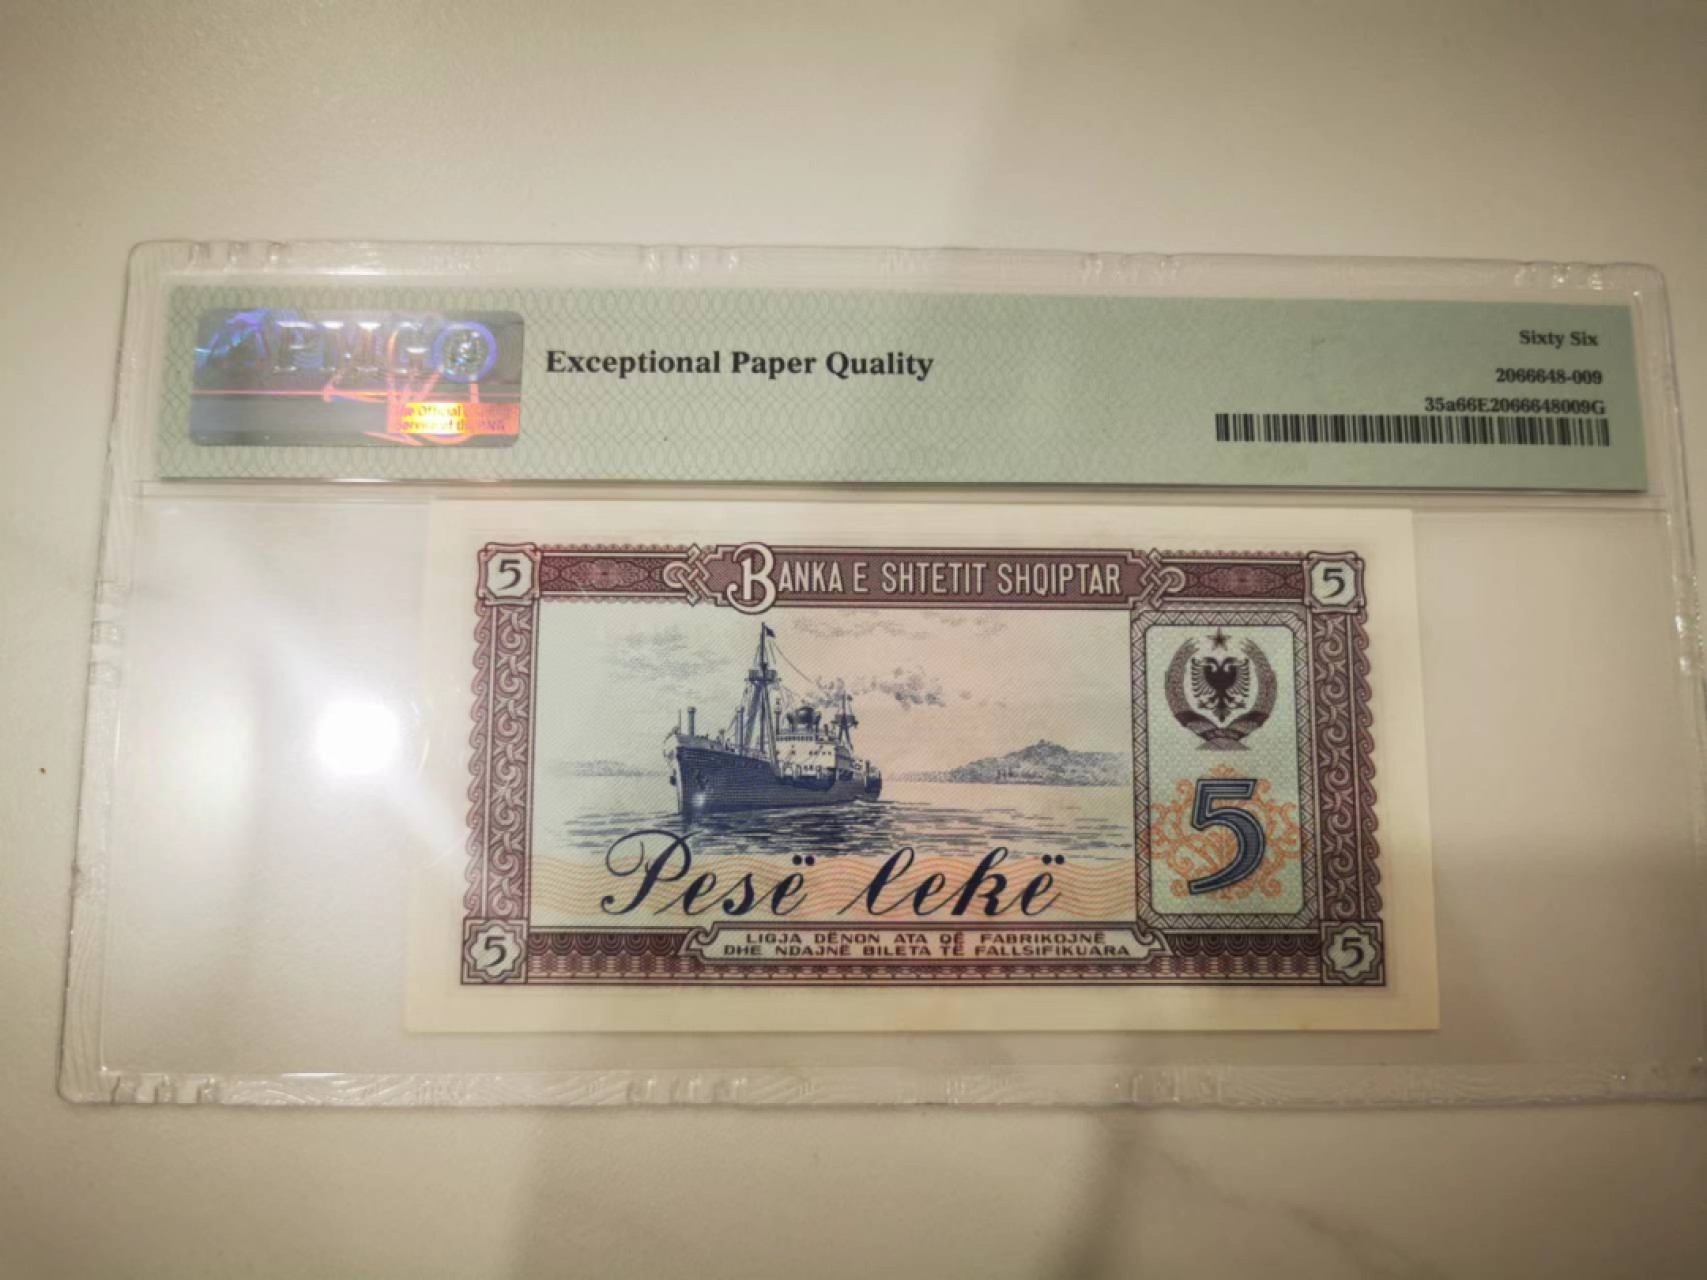 PMG
Exceptional Paper Quality
Sixty Six
2066648-009
35a66E2066648009G
5
BANKA E SHTETIT SHQIPTAR
5
5
Pesë lekë
5
LIGJA DËNON ATA QË FABRIKOJNË
DHE NDAJNË BILETA TË FALLSIFIKUARA
5